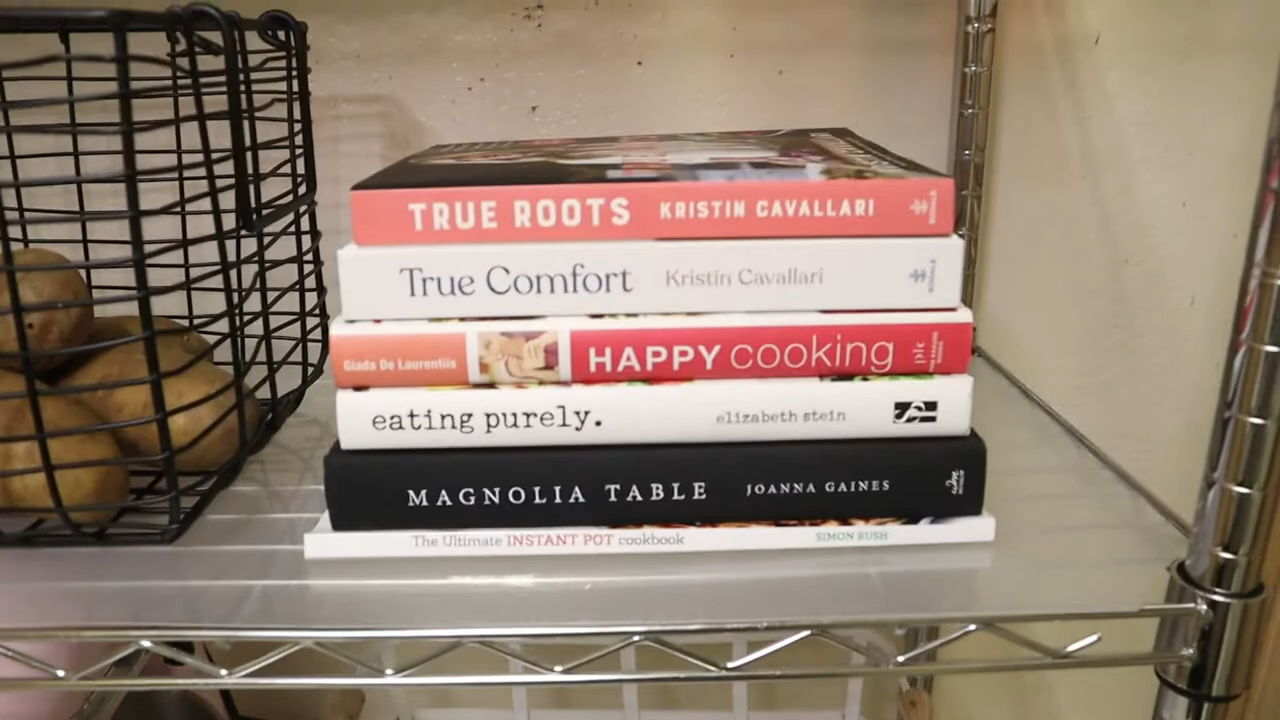 TRUE ROOTS KRISTIN CAVALLARI
True Comfort Kristin Cavallari
Giada De Laurentiis HAPPY cooking
eating purely. elizabeth stein
MAGNOLIA TABLE JOANNA GAINES
The Ultimate INSTANT POT cookbook SIMON RUSH